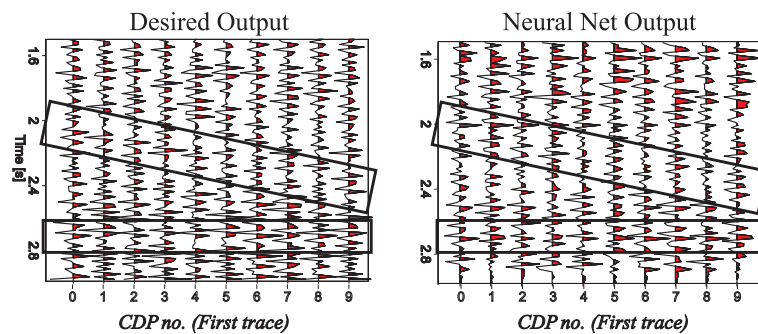 Desired Output
Neural Net Output
1.6
2
2.4
2.8
Time [s]
0 1 2 3 4 5 6 7 8 9
CDP no. (First trace)
1.6
2
2.4
2.8
0 1 2 3 4 5 6 7 8 9
CDP no. (First trace)